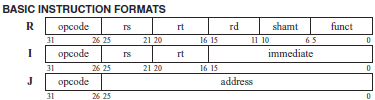 BASIC INSTRUCTION FORMATS
R opcode rs rt rd shamt funct
31 26 25 21 20 16 15 11 10 6 5 0
I opcode rs rt immediate
31 26 25 21 20 16 15 0
J opcode address
31 26 25 0